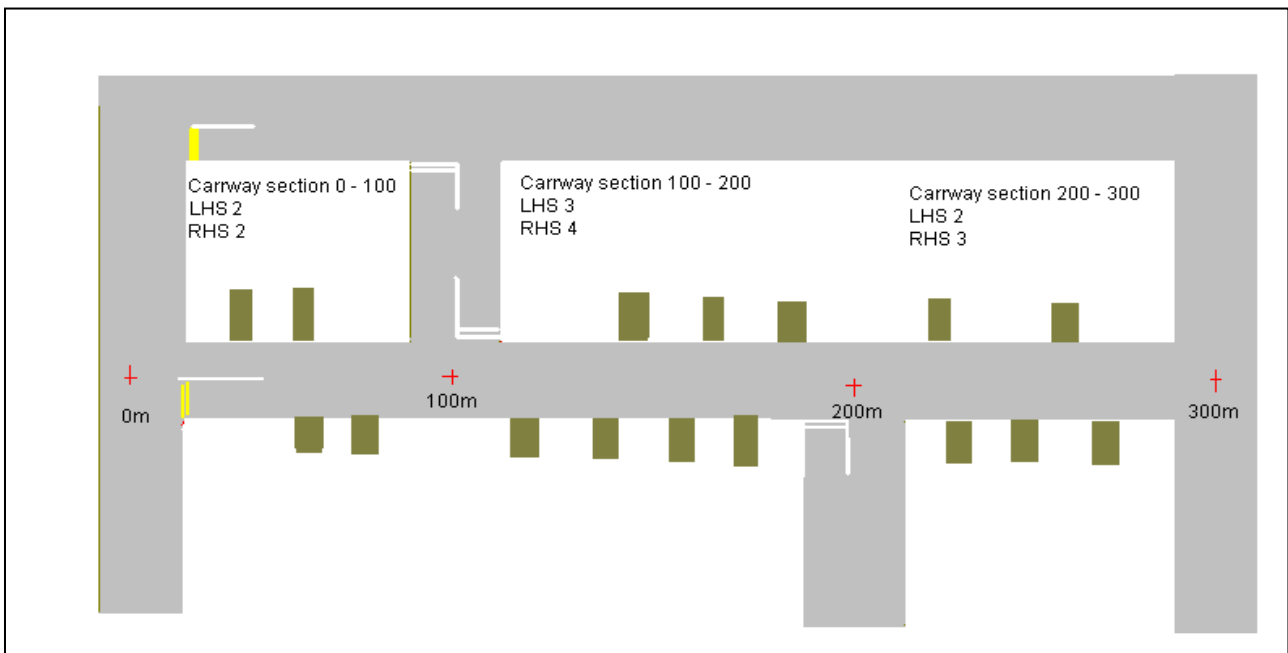 Carrway section 0 - 100
LHS 2
RHS 2
Carrway section 100 - 200
LHS 3
RHS 4
Carrway section 200 - 300
LHS 2
RHS 3
0m
100m
200m
300m